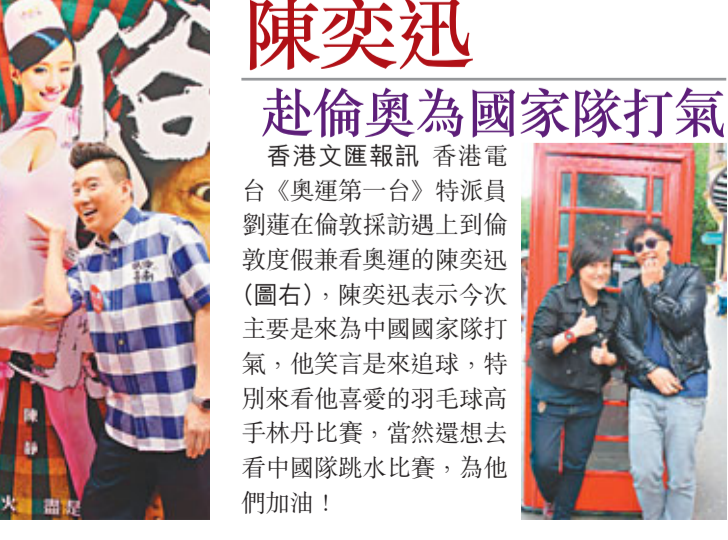 陳奕迅
赴倫奧為國家隊打氣
香港文匯報訊 香港電
台《奧運第一台》特派員
劉蓮在倫敦採訪遇上到倫
敦度假兼看奧運的陳奕迅
(圖右)，陳奕迅表示今次
主要是來為中國國家隊打
氣，他笑言是來追球，特
別來看他喜愛的羽毛球高
手林丹比賽，當然還想去
看中國隊跳水比賽，為他
們加油！
俗
陳
靜
火 盡是